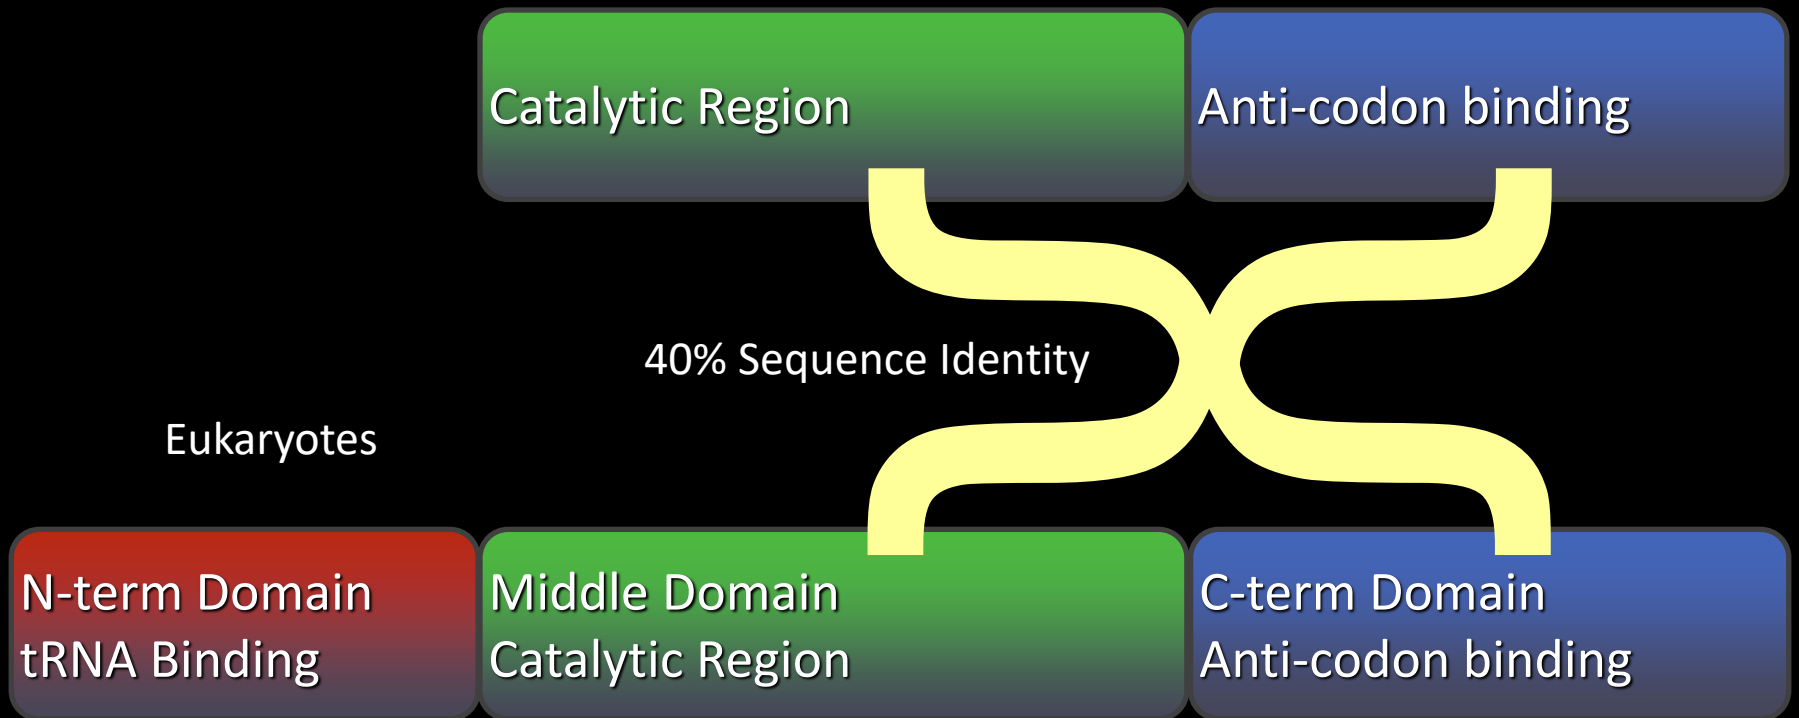 Catalytic Region
Anti-codon binding
40% Sequence Identity
Eukaryotes
N-term Domain
tRNA Binding
Middle Domain
Catalytic Region
C-term Domain
Anti-codon binding